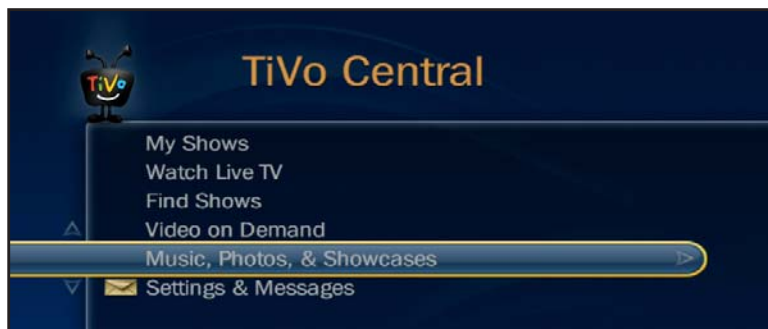 TiVo
TiVo Central
My Shows
Watch Live TV
Find Shows
Video on Demand
Music, Photos, & Showcases
Settings & Messages